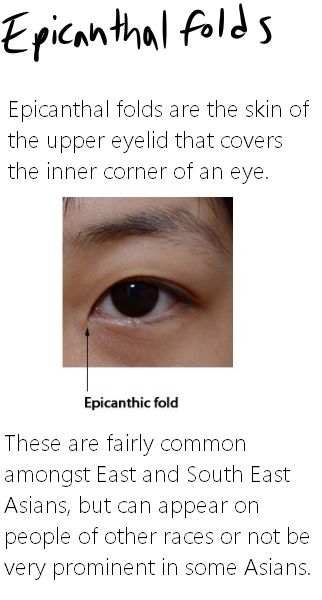 Epicanthal folds
Epicanthal folds are the skin of
the upper eyelid that covers
the inner corner of an eye.
Epicanthic fold
These are fairly common
amongst East and South East
Asians, but can appear on
people of other races or not be
very prominent in some Asians.